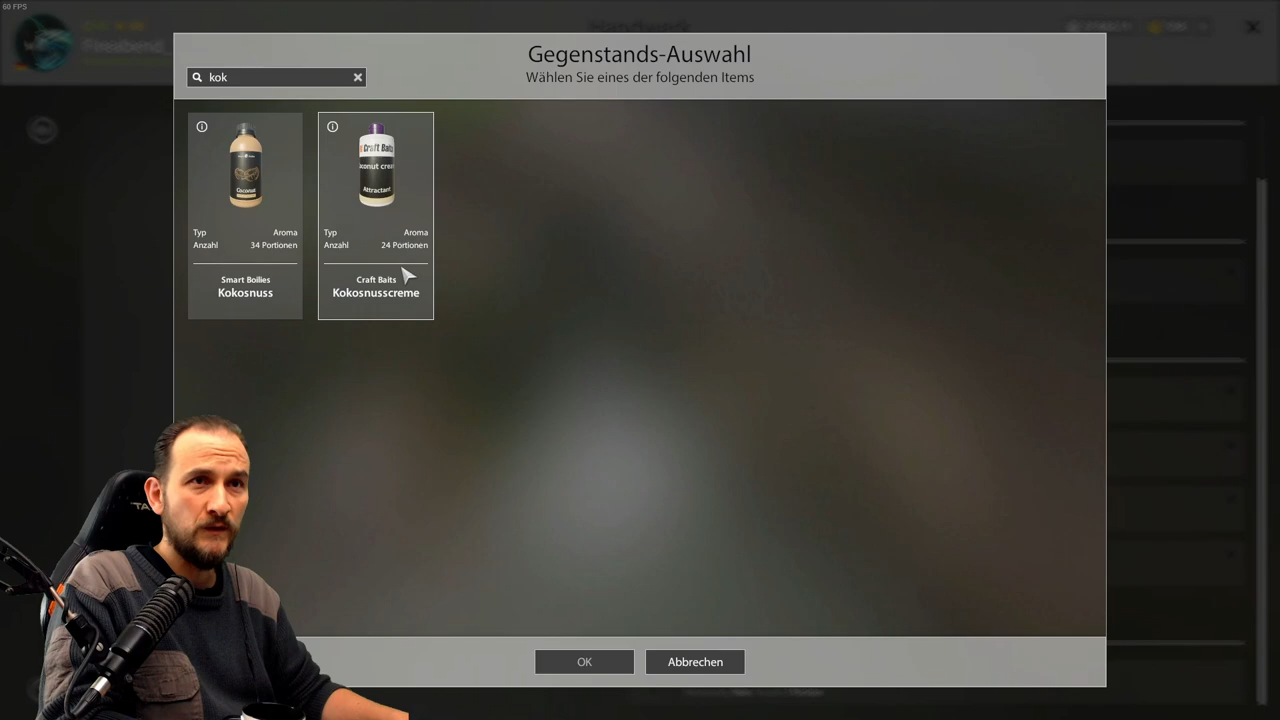 60 FPS
Gegenstands-Auswahl
Wählen Sie eines der folgenden Items
kok
Coconut
Craft Baits
Attractant
Typ Aroma
Anzahl 34 Portionen
Smart Boilies
Kokosnuss
Typ Aroma
Anzahl 24 Portionen
Craft Baits
Kokosnusscreme
OK
Abbrechen